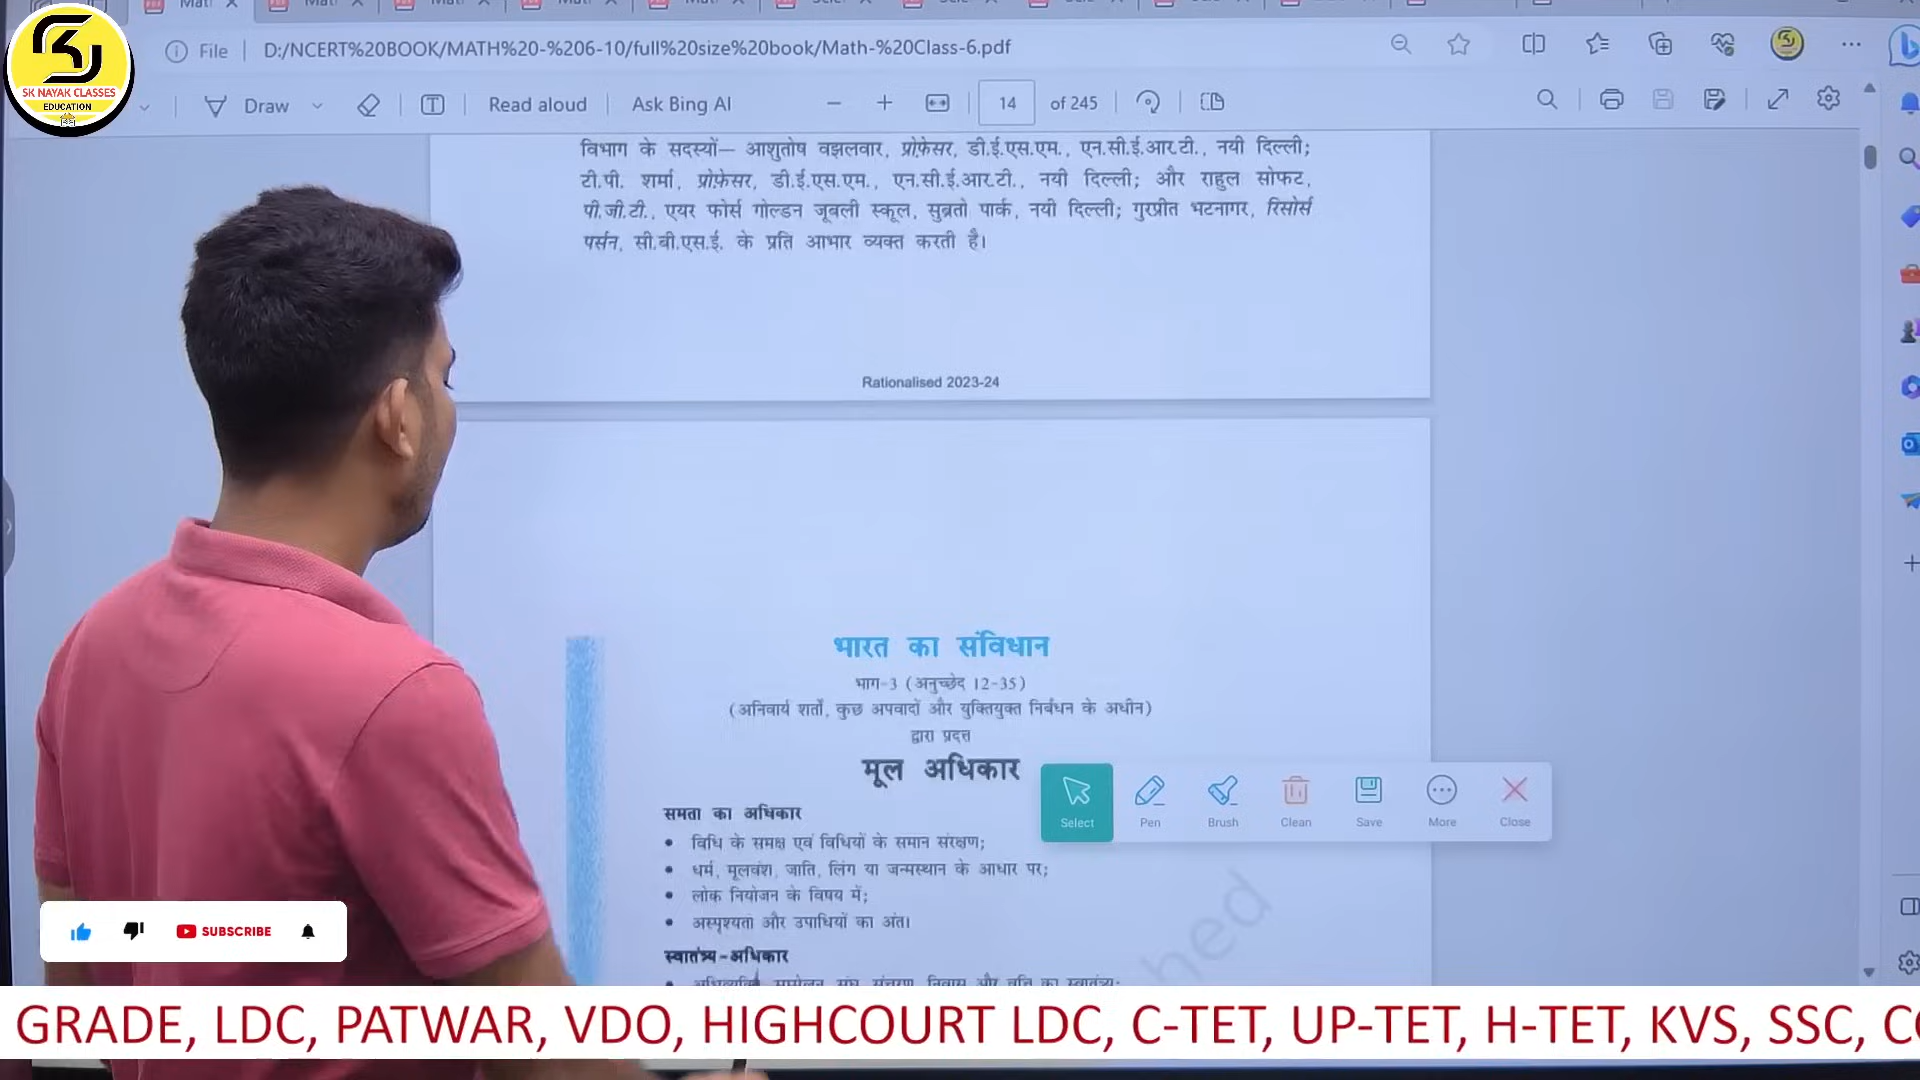 SK NAYAK CLASSES
EDUCATION
File
D:/NCERT%20BOOK/MATH%20-%206-10/full%20size%20book/Math-%20Class-6.pdf
Draw
Read aloud
Ask Bing AI
14
of 245
विभाग के सदस्यों— आशुतोष वझलवार, प्रोफ़ेसर, डी.ई.एस.एम., एन.सी.ई.आर.टी., नयी दिल्ली;
टी.पी. शर्मा, प्रोफ़ेसर, डी.ई.एस.एम., एन.सी.ई.आर.टी., नयी दिल्ली; और राहुल सोफट,
पी.जी.टी., एयर फोर्स गोल्डन जूबली स्कूल, सुब्रतो पार्क, नयी दिल्ली; गुरप्रीत भटनागर, रिसोर्स
पर्सन, सी.बी.एस.ई. के प्रति आभार व्यक्त करती है।
Rationalised 2023-24
भारत का संविधान
भाग-3 (अनुच्छेद 12-35)
(अनिवार्य शर्तों, कुछ अपवादों और युक्तियुक्त निर्बंधन के अधीन)
द्वारा प्रदत्त
मूल अधिकार
समता का अधिकार
• विधि के समक्ष एवं विधियों के समान संरक्षण;
• धर्म, मूलवंश, जाति, लिंग या जन्मस्थान के आधार पर;
• लोक नियोजन के विषय में;
• अस्पृश्यता और उपाधियों का अंत।
स्वातंत्र्य-अधिकार
Select
Pen
Brush
Clean
Save
More
Close
SUBSCRIBE
GRADE, LDC, PATWAR, VDO, HIGHCOURT LDC, C-TET, UP-TET, H-TET, KVS, SSC,